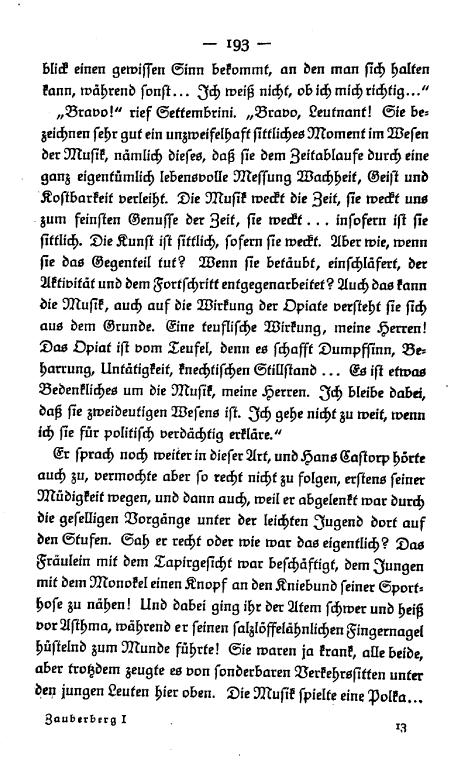 — 193 —
blick einen gewissen Sinn bekommt, an den man sich halten
kann, während sonst... Ich weiß nicht, ob ich mich richtig..."
„Bravo!" rief Settembrini. „Bravo, Leutnant! Sie be-
zeichnen sehr gut ein unzweifelhaft sittliches Moment im Wesen
der Musik, nämlich dieses, daß sie dem Zeitablaufe durch eine
ganz eigentümlich lebensvolle Messung Wachheit, Geist und
Kostbarkeit verleiht. Die Musik weckt die Zeit, sie weckt uns
zum feinsten Genusse der Zeit, sie weckt... insofern ist sie
sittlich. Die Kunst ist sittlich, sofern sie weckt. Aber wie, wenn
sie das Gegenteil tut? Wenn sie betäubt, einschläfert, der
Aktivität und dem Fortschritt entgegenarbeitet? Auch das kann
die Musik, auch auf die Wirkung der Opiate versteht sie sich
aus dem Grunde. Eine teuflische Wirkung, meine Herren!
Das Opiat ist vom Teufel, denn es schafft Dumpfsinn, Be-
harrung, Untätigkeit, knechtischen Stillstand... Es ist etwas
Bedenkliches um die Musik, meine Herren. Ich bleibe dabei,
daß sie zweideutigen Wesens ist. Ich gehe nicht zu weit, wenn
ich sie für politisch verdächtig erkläre."
Er sprach noch weiter in dieser Art, und Hans Castorp hörte
auch zu, vermochte aber so recht nicht zu folgen, erstens seiner
Müdigkeit wegen, und dann auch, weil er abgelenkt war durch
die geselligen Vorgänge unter der leichten Jugend dort auf
den Stufen. Sah er recht oder wie war das eigentlich? Das
Fräulein mit dem Tapirgesicht war beschäftigt, dem Jungen
mit dem Monokel einen Knopf an den Kniebund seiner Sport-
hose zu nähen! Und dabei ging ihr der Atem schwer und heiß
vor Asthma, während er seinen salzlöffelähnlichen Fingernagel
hüstelnd zum Munde führte! Sie waren ja krank, alle beide,
aber trotzdem zeugte es von sonderbaren Verkehrssitten unter
den jungen Leuten hier oben. Die Musik spielte eine Polka...
Zauberberg I
13